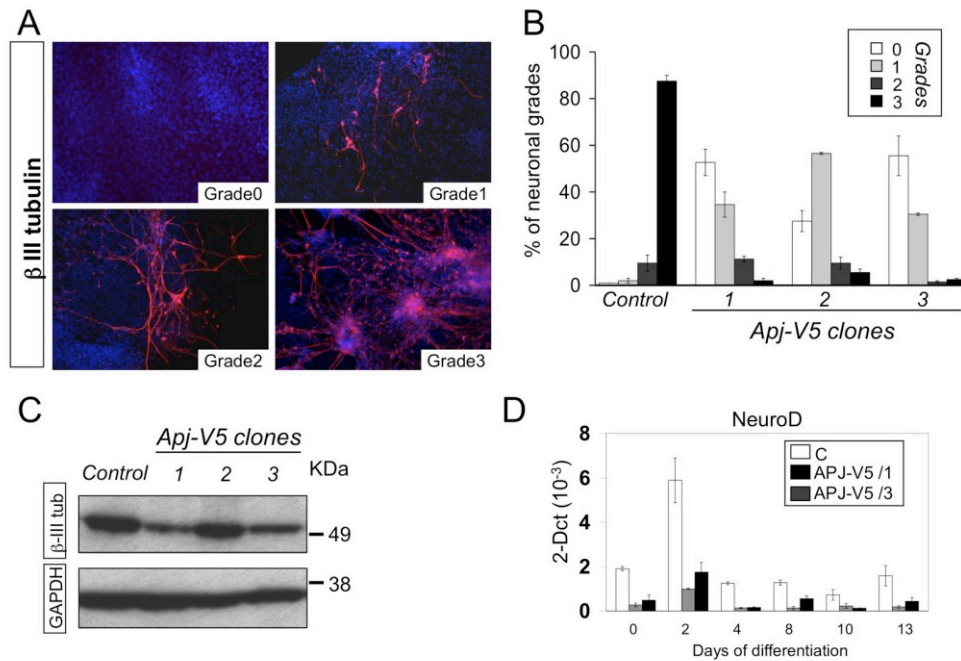 A
β III tubulin
Grade0
Grade1
Grade2
Grade3
B
% of neuronal grades
100
80
60
40
20
0
Grades
0
1
2
3
Control
1
2
3
Apj-V5 clones
C
Apj-V5 clones
Control
1
2
3
KDa
β-III tub
49
GAPDH
38
D
NeuroD
2-Dct (10⁻³)
8
6
4
2
0
C
APJ-V5 /1
APJ-V5 /3
0
2
4
8
10
13
Days of differentiation